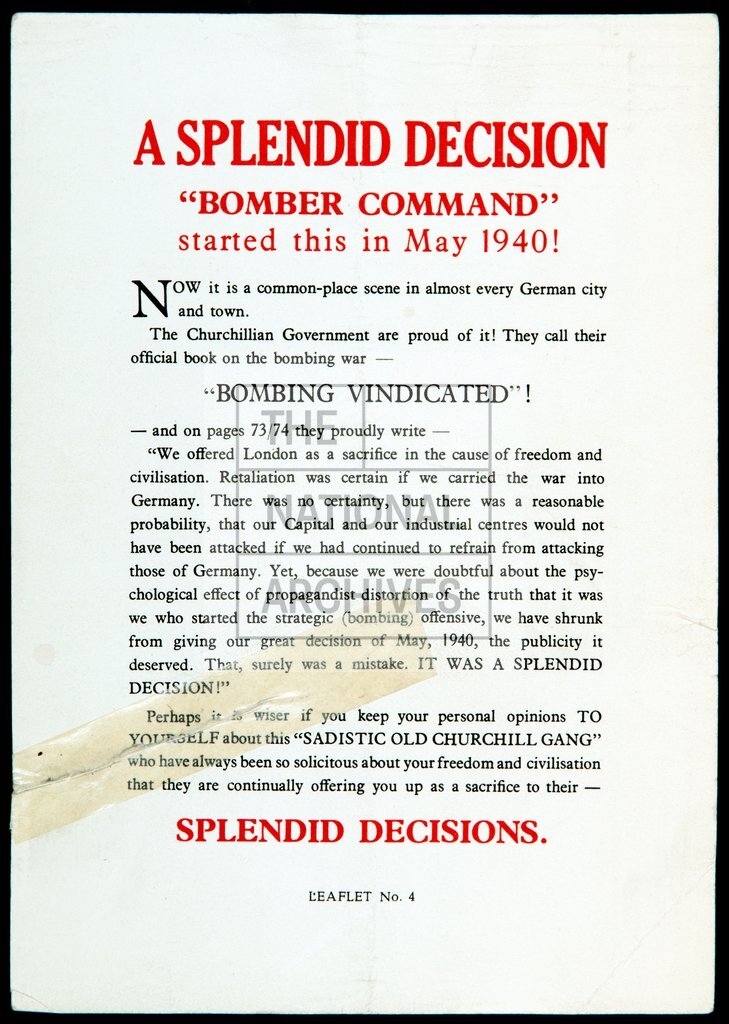 A SPLENDID DECISION
“BOMBER COMMAND”
started this in May 1940!
NOW it is a common-place scene in almost every German city
and town.
The Churchillian Government are proud of it! They call their
official book on the bombing war —
“BOMBING VINDICATED”!
— and on pages 73/74 they proudly write —
“We offered London as a sacrifice in the cause of freedom and
civilisation. Retaliation was certain if we carried the war into
Germany. There was no certainty, but there was a reasonable
probability, that our Capital and our industrial centres would not
have been attacked if we had continued to refrain from attacking
those of Germany. Yet, because we were doubtful about the psy-
chological effect of propagandist distortion of the truth that it was
we who started the strategic (bombing) offensive, we have shrunk
from giving our great decision of May, 1940, the publicity it
deserved. That, surely was a mistake. IT WAS A SPLENDID
DECISION!”
Perhaps it is wiser if you keep your personal opinions TO
YOURSELF about this “SADISTIC OLD CHURCHILL GANG”
who have always been so solicitous about your freedom and civilisation
that they are continually offering you up as a sacrifice to their —
SPLENDID DECISIONS.
LEAFLET No. 4
THE
NATIONAL
ARCHIVES